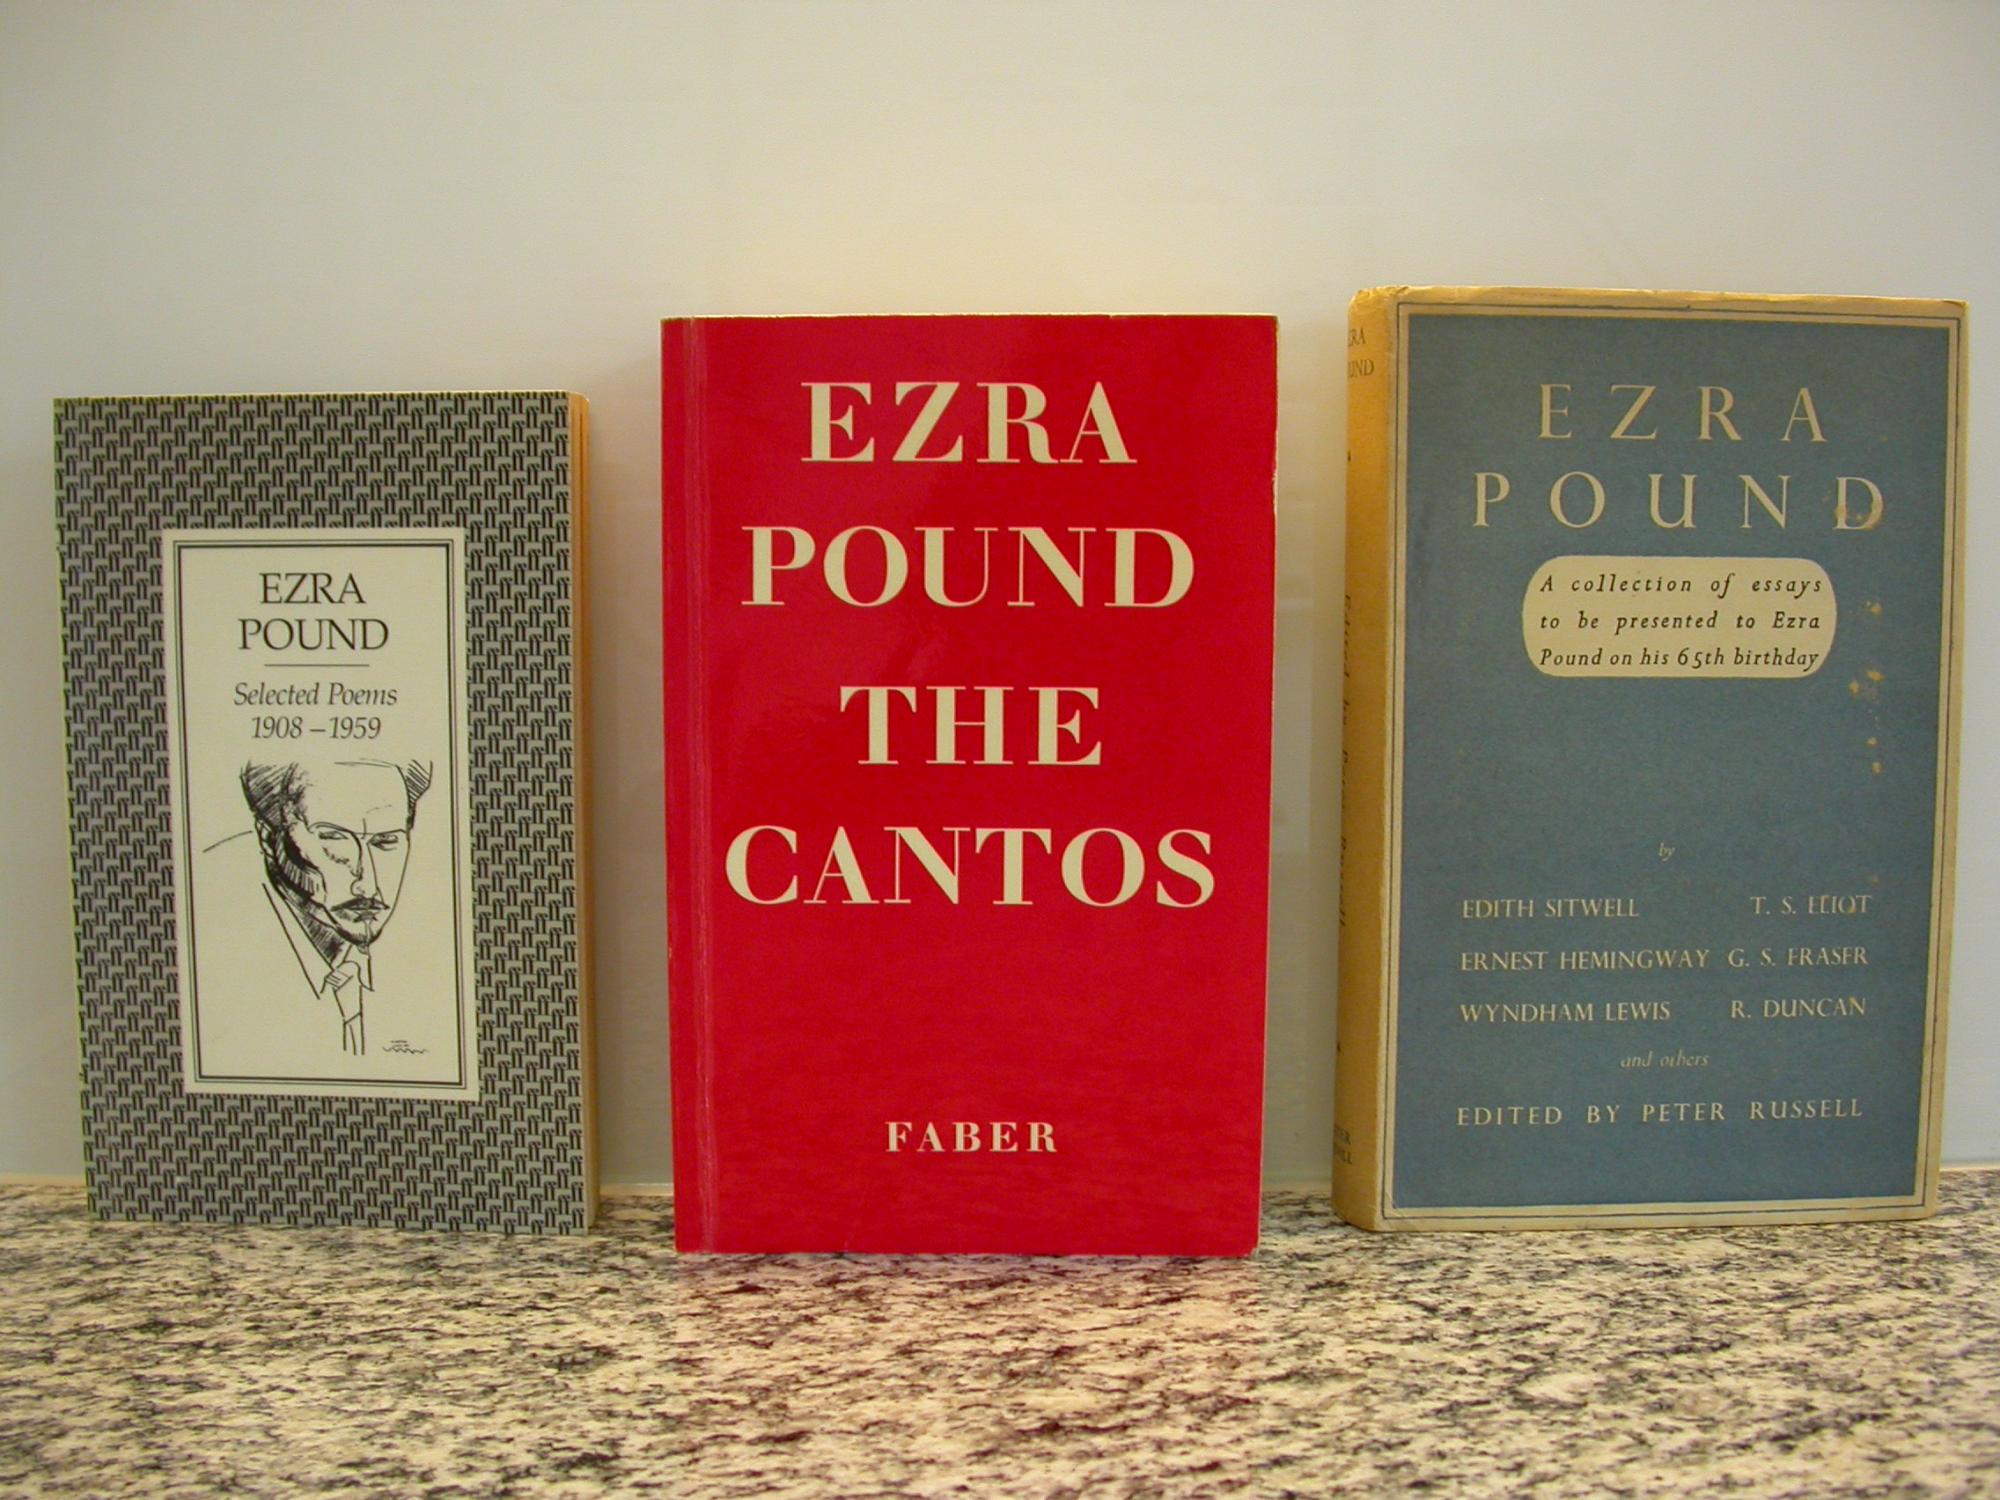 EZRA
POUND
Selected Poems
1908 – 1959
EZRA
POUND
THE
CANTOS
FABER
EZRA
POUND
A collection of essays
to be presented to Ezra
Pound on his 65th birthday
by
EDITH SITWELL T. S. ELIOT
ERNEST HEMINGWAY G. S. FRASER
WYNDHAM LEWIS R. DUNCAN
and others
EDITED BY PETER RUSSELL